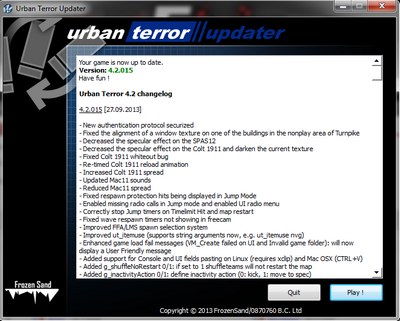 Urban Terror Updater
urban terror///updater
Your game is now up to date.
Version: 4.2.015
Have fun !
Urban Terror 4.2 changelog
4.2.015 [27.09.2013]
- New authentication protocol securized
- Fixed the alignment of a window texture on one of the buildings in the nonplay area of Turnpke
- Decreased the specular effect on the SPAS12
- Decreased the specular effect on the Colt 1911 and darken the current texture
- Fixed Colt 1911 whiteout bug
- Re-timed Colt 1911 reload animation
- Increased Colt 1911 spread
- Updated Mac11 sounds
- Reduced Mac11 spread
- Fixed respawn protection hits being displayed in Jump Mode
- Enabled missing radio calls in Jump mode and enabled UI radio menu
- Correctly stop Jump timers on Timelimit Hit and map restart
- Fixed wave respawn timers not showing in freecam
- Improved FFA/LMS spawn selection system
- Improved ut_itemuse (supports string arguments now, e.g. ut_itemuse nvg)
- Enhanced game load fail messages (VM_Create failed on UI and Invalid game folder): will now
display a User Friendly Message
- Added support for Console and UI fields pasting on Linux (requires xdip) and Mac OSX (CTRL+V)
- Added g_shuffleNoRestart 0/1: if set to 1 shuffleteams will not restart the map
- Added g_inactivityAction 0/1: define inactivity action (0: kick, 1: move to spec)
Frozen Sand
Quit
Play !
Copyright © 2013 FrozenSand/0870760 B.C. Ltd